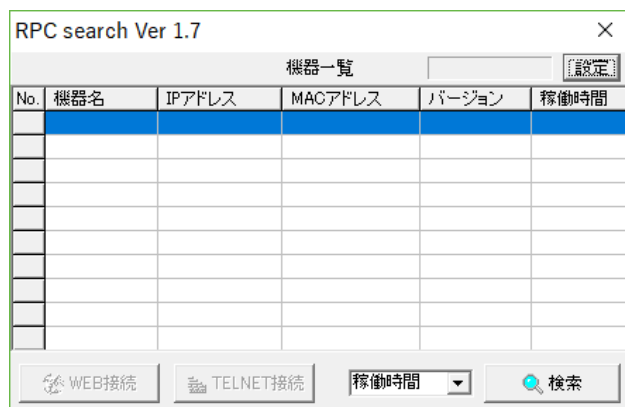 RPC search Ver 1.7
機器一覧 設定
No. 機器名 IPアドレス MACアドレス バージョン 稼働時間
WEB接続 TELNET接続 稼働時間 検索